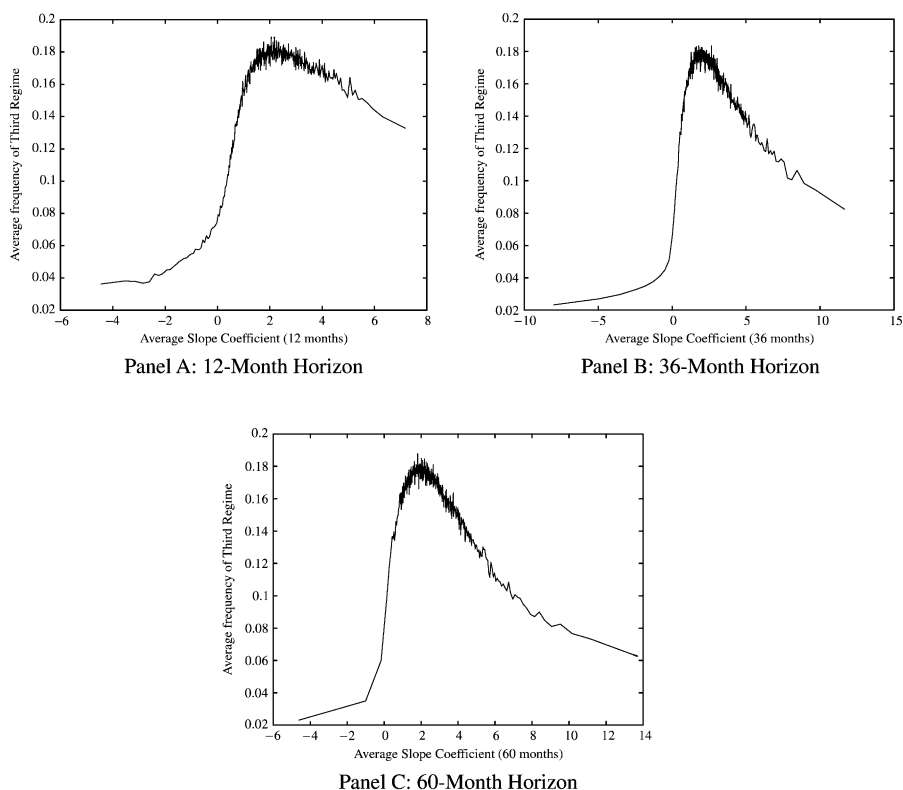 0.2
0.18
0.16
0.14
0.12
0.1
0.08
0.06
0.04
0.02
Average frequency of Third Regime
−6 −4 −2 0 2 4 6 8
Average Slope Coefficient (12 months)
Panel A: 12-Month Horizon
0.2
0.18
0.16
0.14
0.12
0.1
0.08
0.06
0.04
0.02
Average frequency of Third Regime
−10 −5 0 5 10 15
Average Slope Coefficient (36 months)
Panel B: 36-Month Horizon
0.2
0.18
0.16
0.14
0.12
0.1
0.08
0.06
0.04
0.02
Average frequency of Third Regime
−6 −4 −2 0 2 4 6 8 10 12 14
Average Slope Coefficient (60 months)
Panel C: 60-Month Horizon